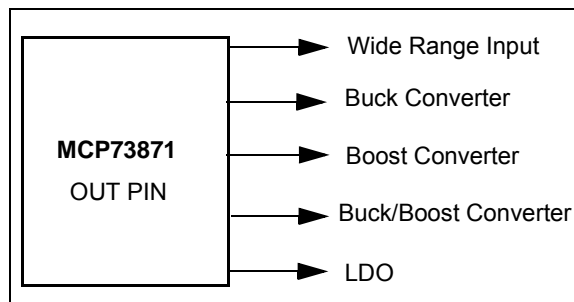 MCP73871
OUT PIN
Wide Range Input
Buck Converter
Boost Converter
Buck/Boost Converter
LDO